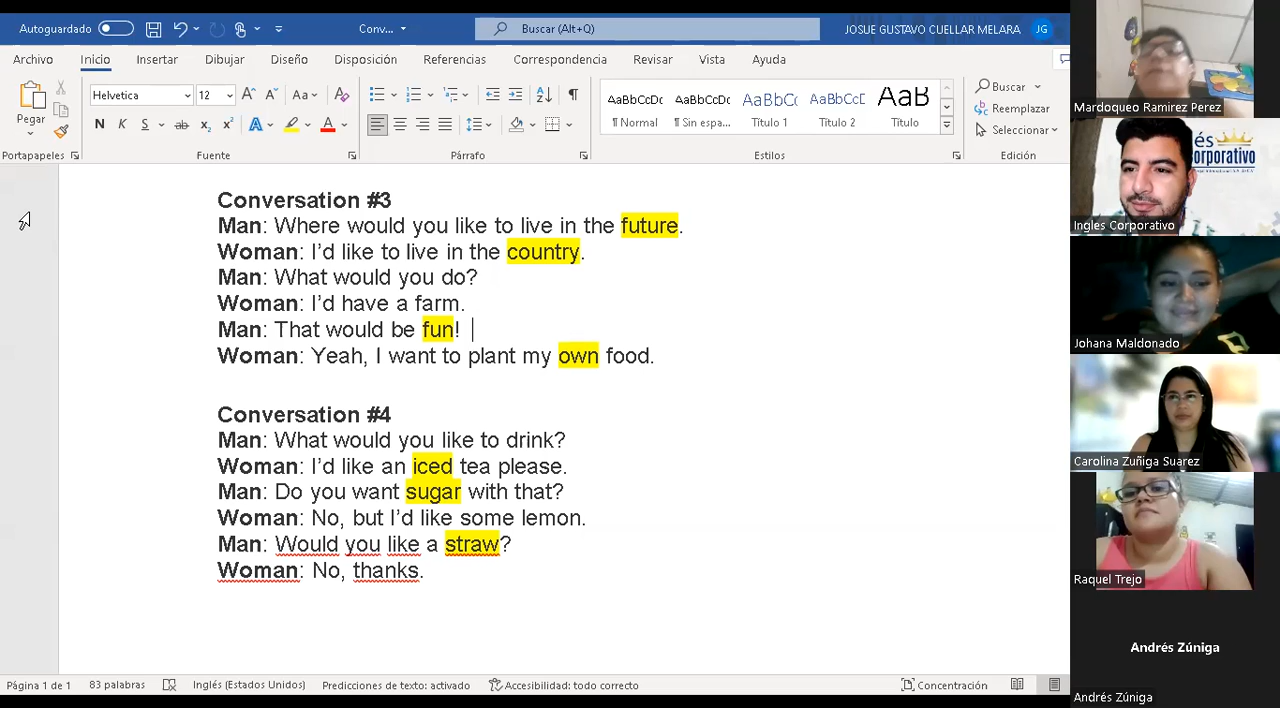 Autoguardado
Conv...
Buscar (Alt+Q)
JOSUE GUSTAVO CUELLAR MELARA
JG
Archivo
Inicio
Insertar
Dibujar
Diseño
Disposición
Referencias
Correspondencia
Revisar
Vista
Ayuda
Pegar
Helvetica
12
Aa
N K S ab x₂ x²
AaBbCcDc
¶ Normal
AaBbCcDc
¶ Sin espa...
AaBbCc
Título 1
AaBbCcD
Título 2
AaB
Título
Buscar
Reemplazar
Seleccionar
Portapapeles
Fuente
Párrafo
Estilos
Edición
Conversation #3
Man: Where would you like to live in the future.
Woman: I’d like to live in the country.
Man: What would you do?
Woman: I’d have a farm.
Man: That would be fun!
Woman: Yeah, I want to plant my own food.
Conversation #4
Man: What would you like to drink?
Woman: I’d like an iced tea please.
Man: Do you want sugar with that?
Woman: No, but I’d like some lemon.
Man: Would you like a straw?
Woman: No, thanks.
Página 1 de 1
83 palabras
Inglés (Estados Unidos)
Predicciones de texto: activado
Accesibilidad: todo correcto
Concentración
Mardoqueo Ramirez Perez
és
orporativo
Ingles Corporativo
Johana Maldonado
Carolina Zuñiga Suarez
Raquel Trejo
Andrés Zúniga
Andrés Zúniga